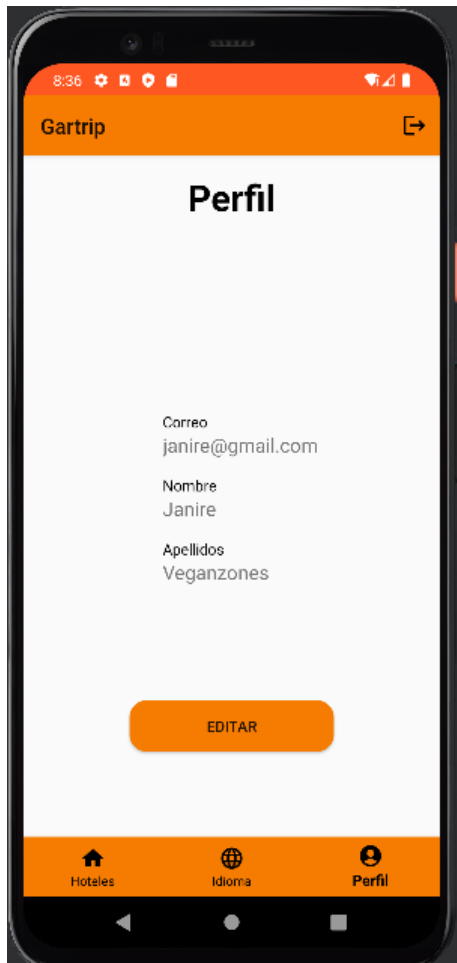 8:36
Gartrip
Perfil
Correo
janire@gmail.com
Nombre
Janire
Apellidos
Veganzones
EDITAR
Hoteles Idioma Perfil